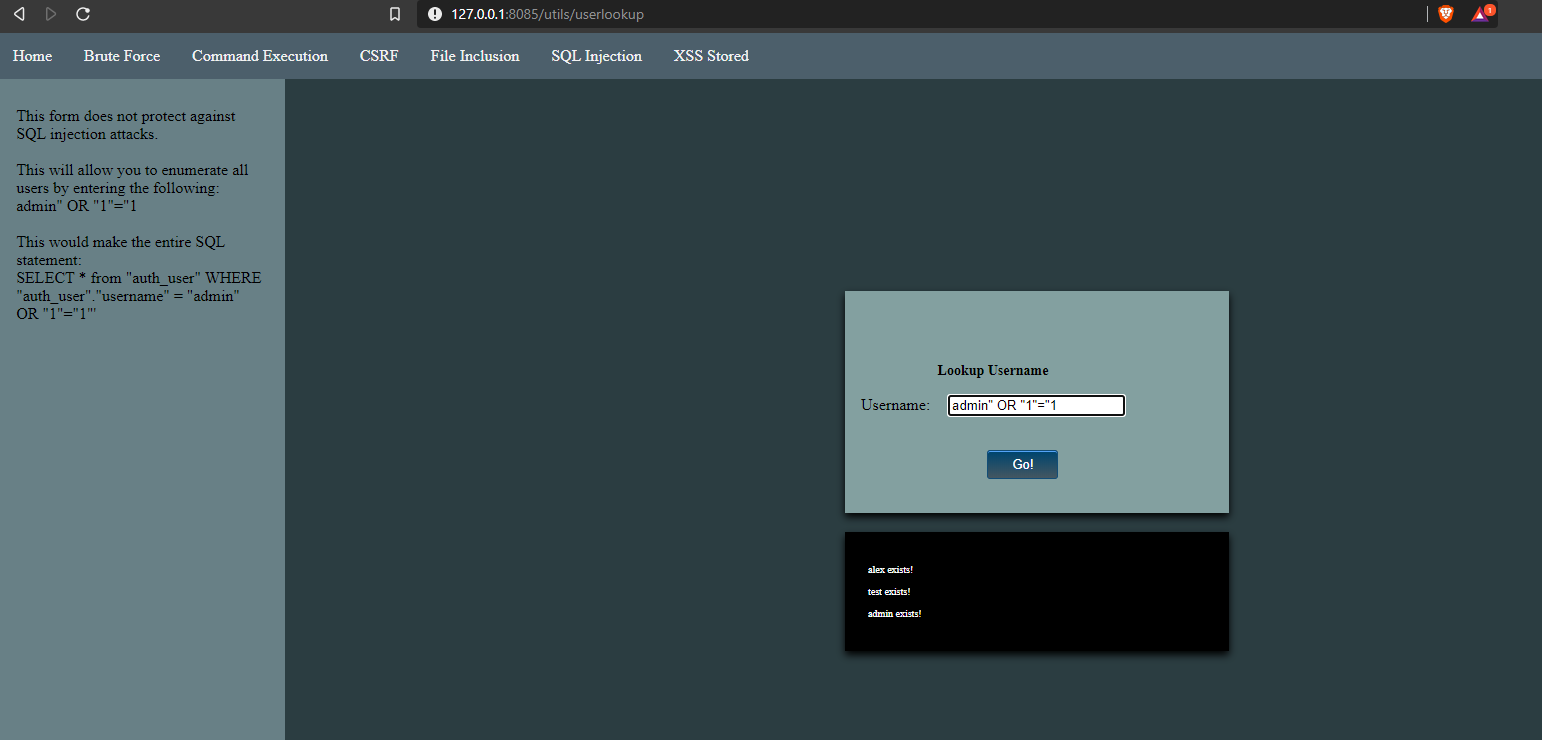 127.0.0.1:8085/utils/userlookup
1
Home Brute Force Command Execution CSRF File Inclusion SQL Injection XSS Stored
This form does not protect against
SQL injection attacks.
This will allow you to enumerate all
users by entering the following:
admin" OR "1"="1
This would make the entire SQL
statement:
SELECT * from "auth_user" WHERE
"auth_user"."username" = "admin"
OR "1"="1"'
Lookup Username
Username: admin" OR "1"="1
Go!
alex exists!
test exists!
admin exists!